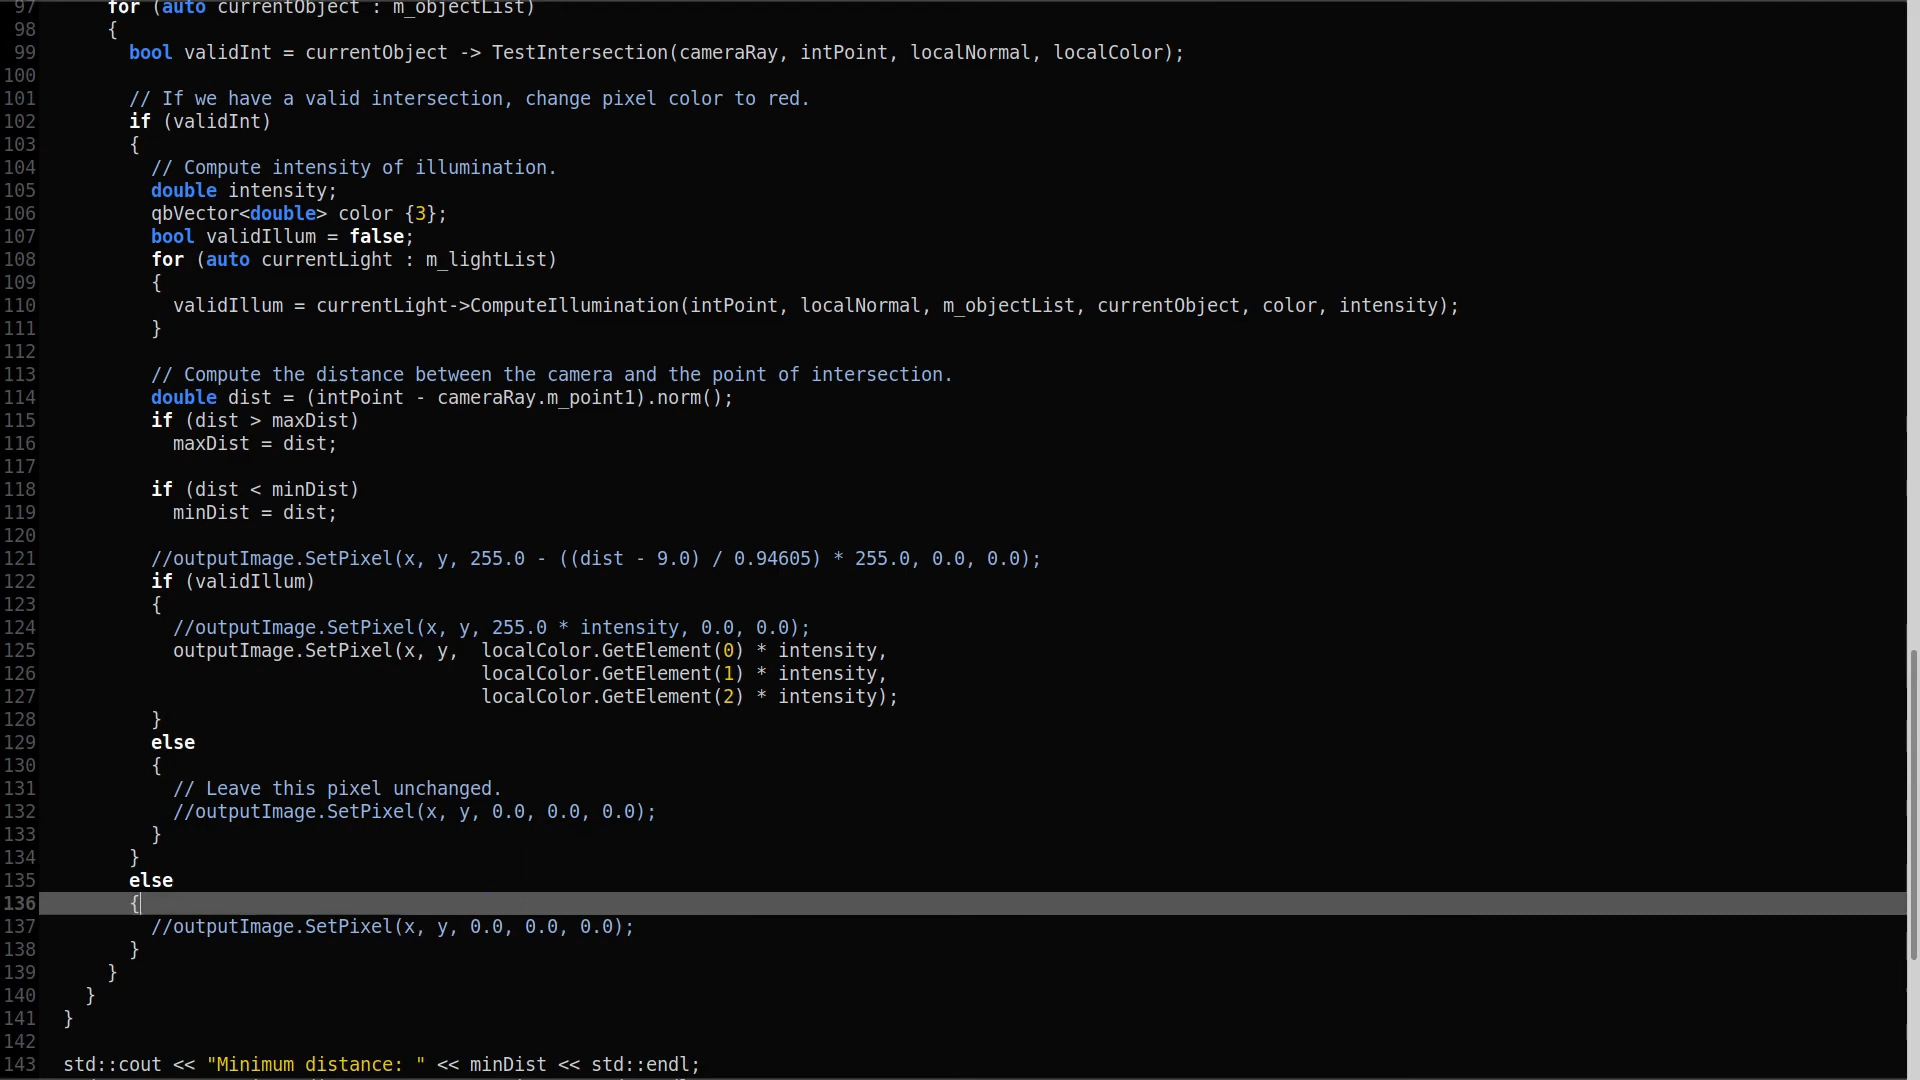 97 for (auto currentObject : m_objectList)
98 {
99 bool validInt = currentObject -> TestIntersection(cameraRay, intPoint, localNormal, localColor);
100
101 // If we have a valid intersection, change pixel color to red.
102 if (validInt)
103 {
104 // Compute intensity of illumination.
105 double intensity;
106 qbVector<double> color {3};
107 bool validIllum = false;
108 for (auto currentLight : m_lightList)
109 {
110 validIllum = currentLight->ComputeIllumination(intPoint, localNormal, m_objectList, currentObject, color, intensity);
111 }
112
113 // Compute the distance between the camera and the point of intersection.
114 double dist = (intPoint - cameraRay.m_point1).norm();
115 if (dist > maxDist)
116 maxDist = dist;
117
118 if (dist < minDist)
119 minDist = dist;
120
121 //outputImage.SetPixel(x, y, 255.0 - ((dist - 9.0) / 0.94605) * 255.0, 0.0, 0.0);
122 if (validIllum)
123 {
124 //outputImage.SetPixel(x, y, 255.0 * intensity, 0.0, 0.0);
125 outputImage.SetPixel(x, y, localColor.GetElement(0) * intensity,
126 localColor.GetElement(1) * intensity,
127 localColor.GetElement(2) * intensity);
128 }
129 else
130 {
131 // Leave this pixel unchanged.
132 //outputImage.SetPixel(x, y, 0.0, 0.0, 0.0);
133 }
134 }
135 else
136 {
137 //outputImage.SetPixel(x, y, 0.0, 0.0, 0.0);
138 }
139 }
140 }
141 }
142
143 std::cout << "Minimum distance: " << minDist << std::endl;